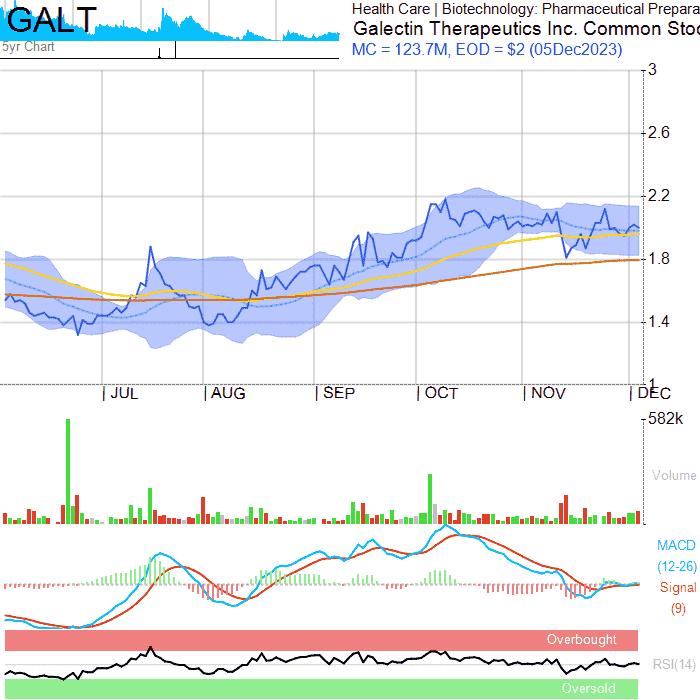 GALT
5yr Chart
Health Care | Biotechnology: Pharmaceutical Prepara
Galectin Therapeutics Inc. Common Stoc
MC = 123.7M, EOD = $2 (05Dec2023)
3
2.6
2.2
1.8
1.4
1
JUL
AUG
SEP
OCT
NOV
DEC
582k
Volume
MACD
(12-26)
Signal
(9)
Overbought
RSI(14)
Oversold